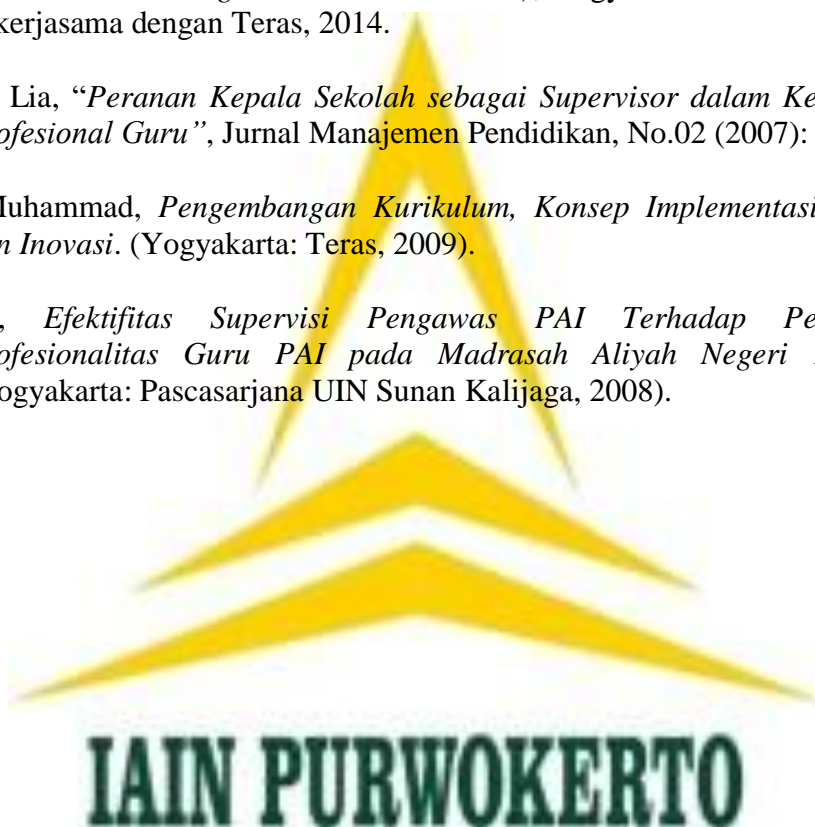 kerjasama dengan Teras, 2014.
Lia, “Peranan Kepala Sekolah sebagai Supervisor dalam Ke
ofesional Guru”, Jurnal Manajemen Pendidikan, No.02 (2007):
Muhammad, Pengembangan Kurikulum, Konsep Implementasi
n Inovasi. (Yogyakarta: Teras, 2009).
, Efektifitas Supervisi Pengawas PAI Terhadap Pe
ofesionalitas Guru PAI pada Madrasah Aliyah Negeri
ogyakarta: Pascasarjana UIN Sunan Kalijaga, 2008).
IAIN PURWOKERTO